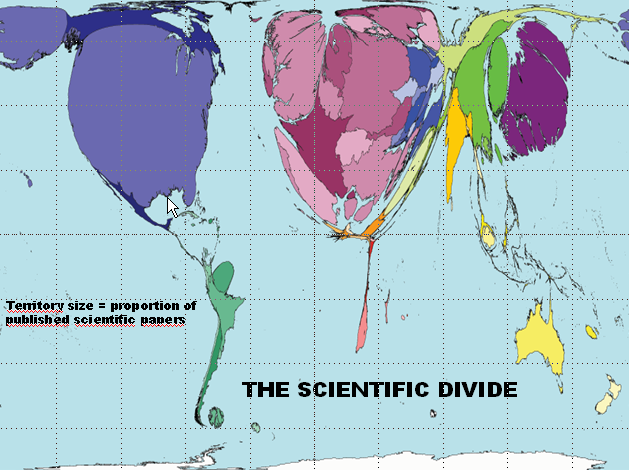 Territory size = proportion of
published scientific papers
THE SCIENTIFIC DIVIDE